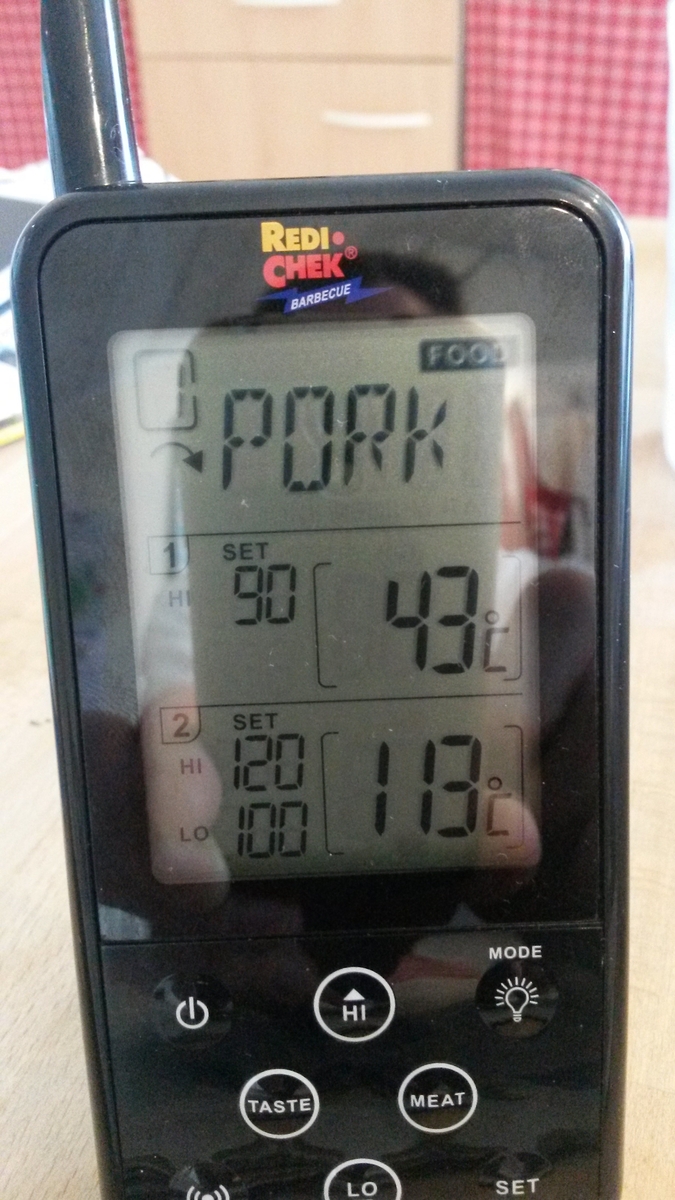 REDI
CHEK®
BARBECUE
FOOD
1
PORK
1 SET
HI 90 43°C
2 SET
HI 120 113°C
LO 100
MODE
HI
TASTE MEAT
LO SET